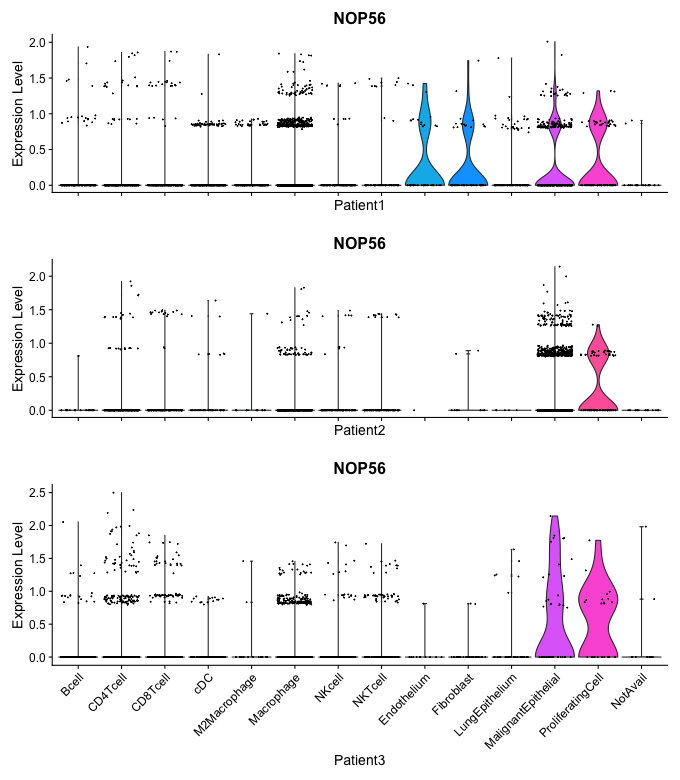 NOP56
Expression Level
2.0
1.5
1.0
0.5
0.0
Patient1
NOP56
Expression Level
2.0
1.5
1.0
0.5
0.0
Patient2
NOP56
Expression Level
2.5
2.0
1.5
1.0
0.5
0.0
Bcell
CD4Tcell
CD8Tcell
cDC
M2Macrophage
Macrophage
NKcell
NKTcell
Endothelium
Fibroblast
LungEpithelium
MalignantEpithelial
ProliferatingCell
NotAvail
Patient3